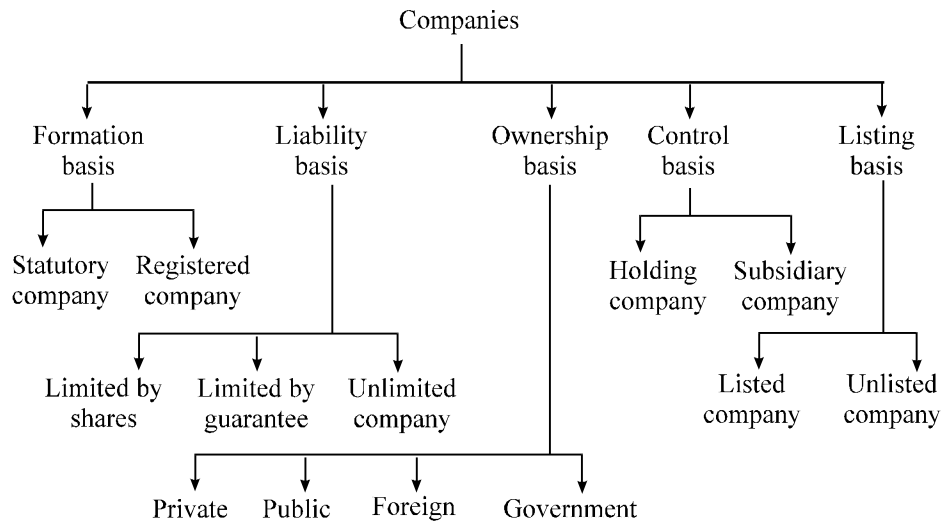 Companies
Formation
basis
Liability
basis
Ownership
basis
Control
basis
Listing
basis
Statutory
company
Registered
company
Holding
company
Subsidiary
company
Limited by
shares
Limited by
guarantee
Unlimited
company
Listed
company
Unlisted
company
Private
Public
Foreign
Government